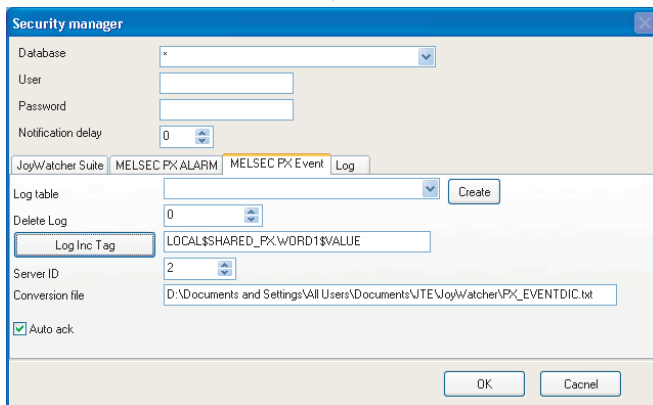 Security manager
Database *
User
Password
Notification delay 0
JoyWatcher Suite MELSEC PX ALARM MELSEC PX Event Log
Log table Create
Delete Log 0
Log Inc Tag LOCAL$SHARED_PX.WORD1$VALUE
Server ID 2
Conversion file D:\Documents and Settings\All Users\Documents\JTE\JoyWatcher\PX_EVENTDIC.txt
Auto ack
OK Cacnel